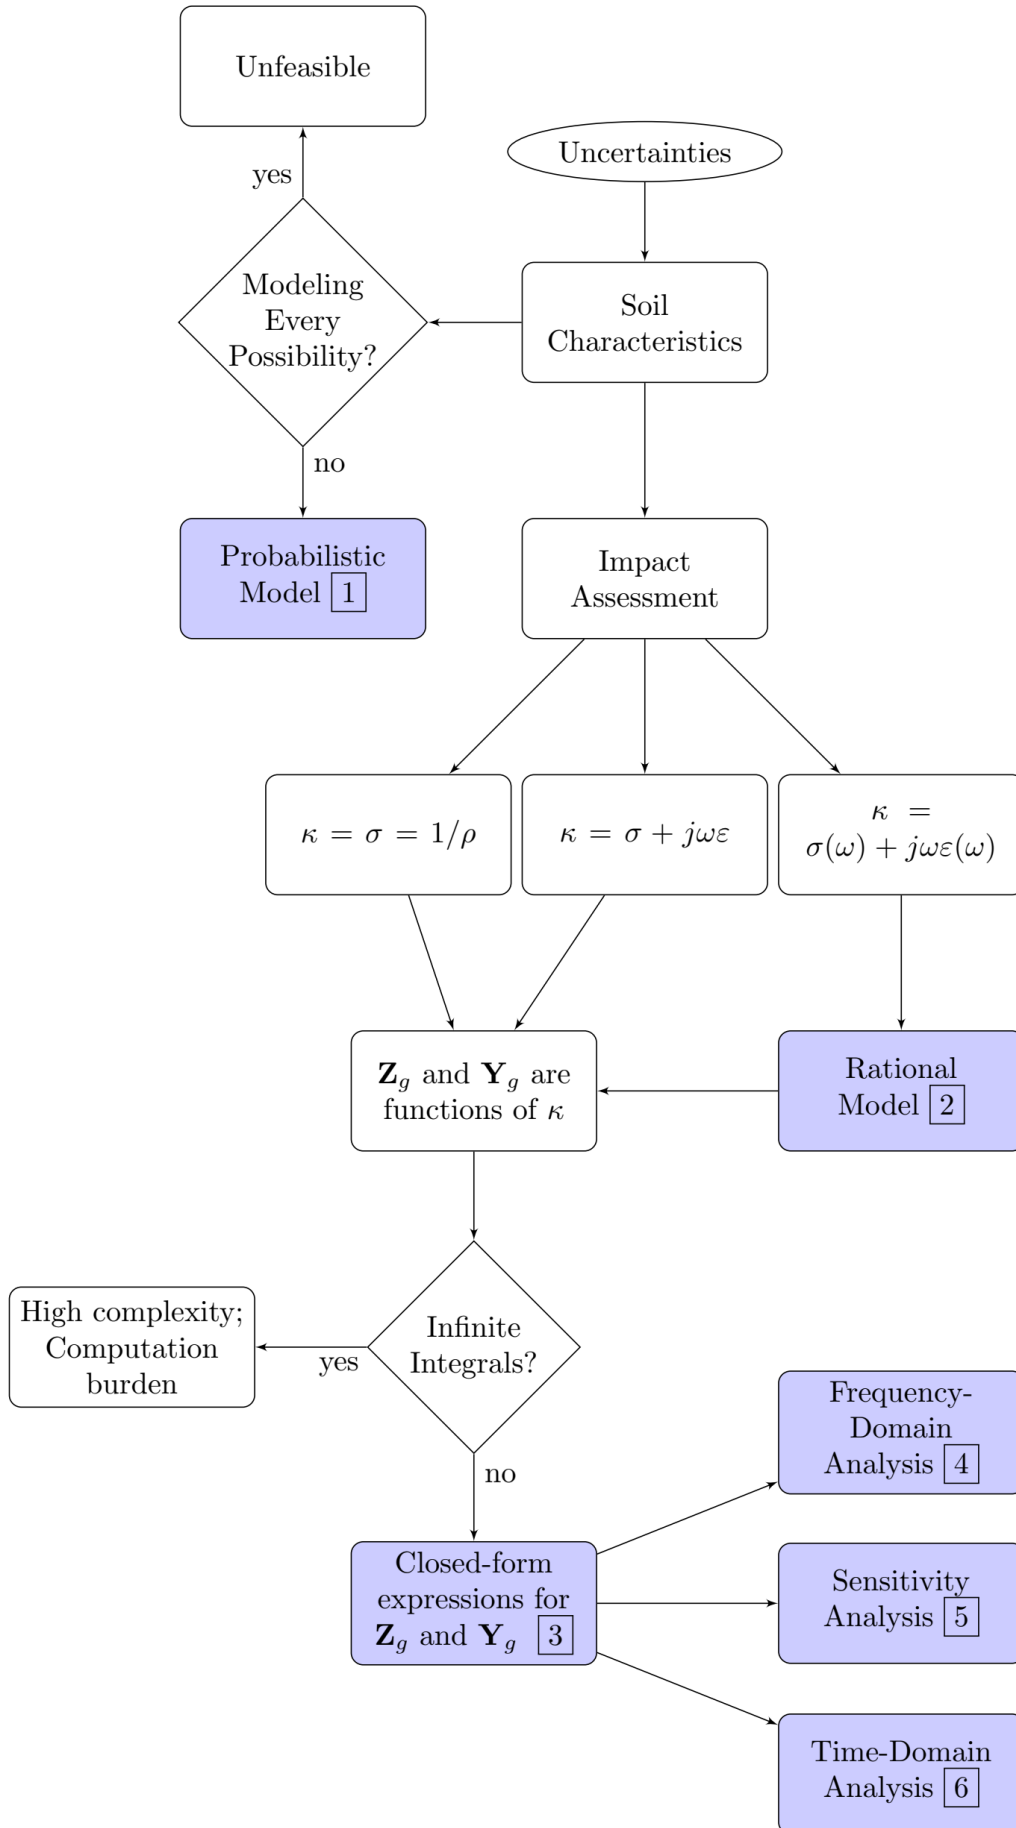 Unfeasible
Uncertainties
yes
Modeling
Every
Possibility?
Soil
Characteristics
no
Probabilistic
Model 1
Impact
Assessment
κ = σ = 1/ρ
κ = σ + jωε
κ =
σ(ω) + jωε(ω)
Z_g and Y_g are
functions of κ
Rational
Model 2
High complexity;
Computation
burden
yes
Infinite
Integrals?
no
Frequency-
Domain
Analysis 4
Closed-form
expressions for
Z_g and Y_g 3
Sensitivity
Analysis 5
Time-Domain
Analysis 6